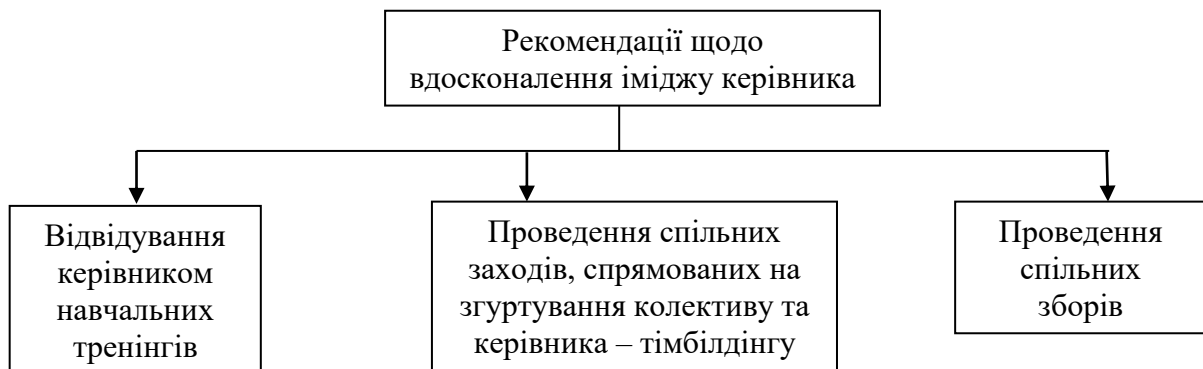 Рекомендації щодо
вдосконалення іміджу керівника
Відвідування
керівником
навчальних
тренінгів
Проведення спільних
заходів, спрямованих на
згуртування колективу та
керівника – тімбілдінгу
Проведення
спільних
зборів